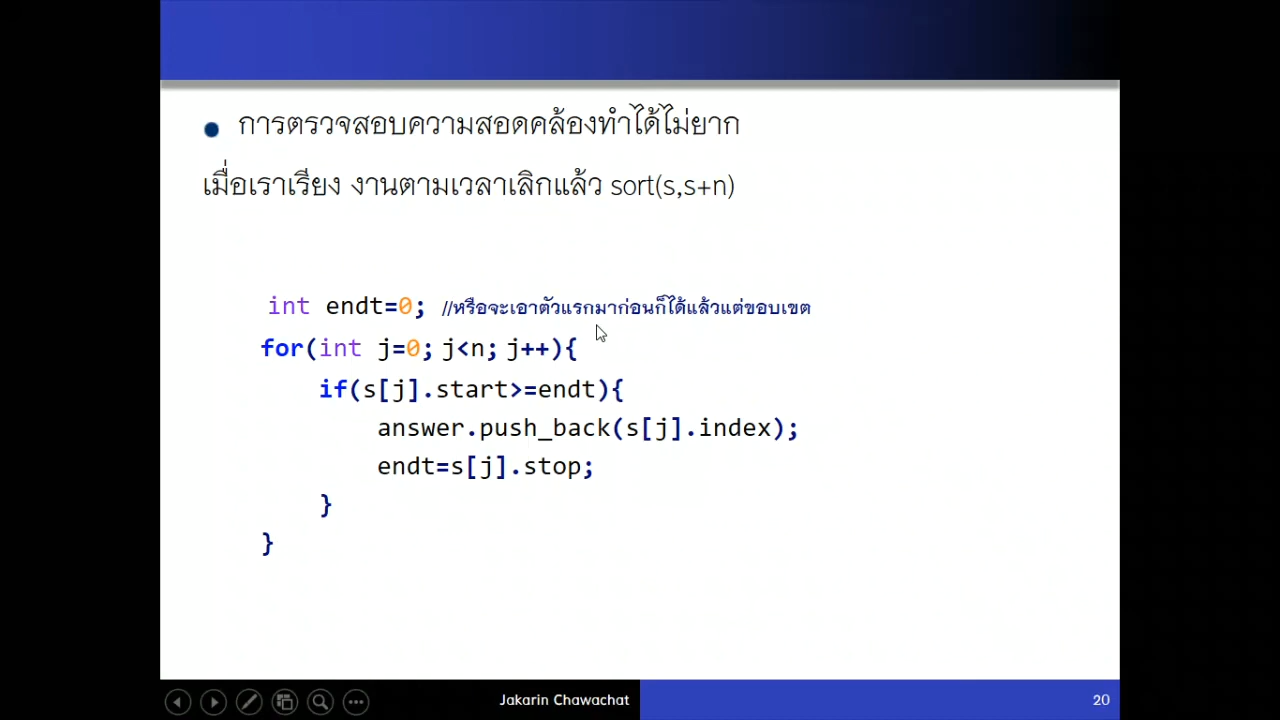 การตรวจสอบความสอดคล้องทำได้ไม่ยาก
เมื่อเราเรียง งานตามเวลาเลิกแล้ว sort(s,s+n)
int endt=0; //หรือจะเอาตัวแรกมาก่อนก็ได้แล้วแต่ขอบเขต
for(int j=0; j<n; j++){
if(s[j].start>=endt){
answer.push_back(s[j].index);
endt=s[j].stop;
}
}
Jakarin Chawachat
20